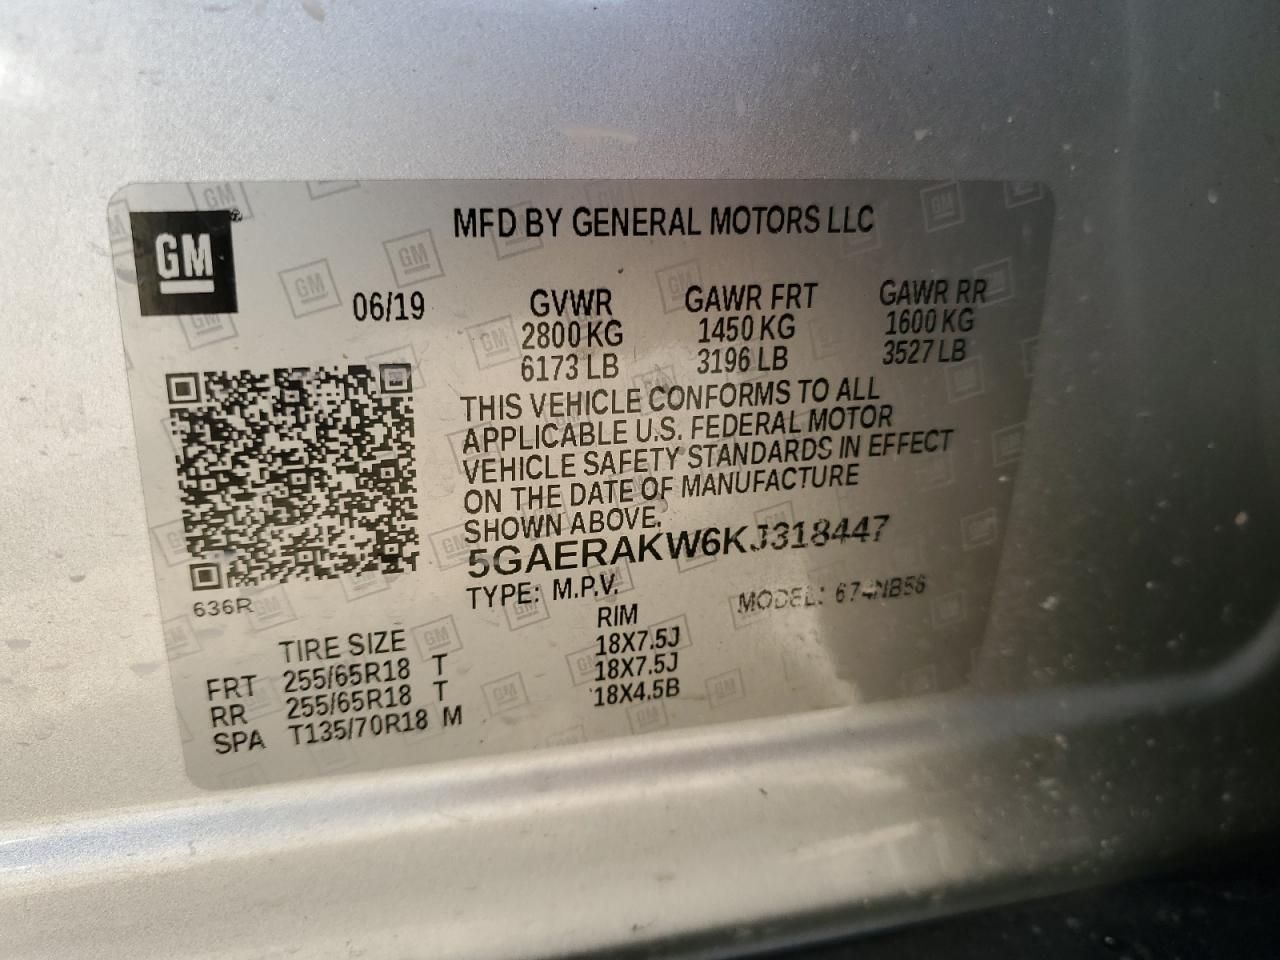 GM
MFD BY GENERAL MOTORS LLC
06/19 GVWR GAWR FRT GAWR RR
2800 KG 1450 KG 1600 KG
6173 LB 3196 LB 3527 LB
THIS VEHICLE CONFORMS TO ALL
APPLICABLE U.S. FEDERAL MOTOR
VEHICLE SAFETY STANDARDS IN EFFECT
ON THE DATE OF MANUFACTURE
SHOWN ABOVE.
5GAERAKW6KJ318447
636R
TYPE: M.P.V. MODEL:
TIRE SIZE RIM
FRT 255/65R18 T 18X7.5J
RR 255/65R18 T 18X7.5J
SPA T135/70R18 M 18X4.5B